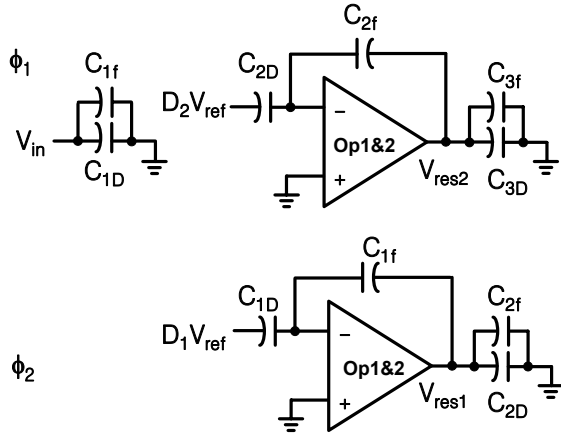 C2f
ϕ1
C1f
C2D
C3f
D2Vref
−
Vin
Op1&2
C1D
+
Vres2
C3D
C1f
C1D
C2f
D1Vref
−
ϕ2
Op1&2
Vres1
+
C2D